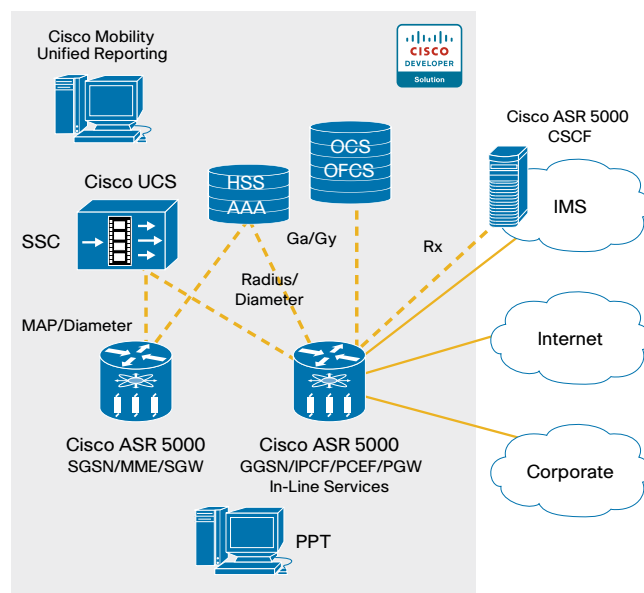 Cisco Mobility
Unified Reporting
CISCO
DEVELOPER
Solution
Cisco ASR 5000
CSCF
OCS
OFCS
Cisco UCS
HSS
AAA
IMS
SSC
Ga/Gy
Rx
Radius/
Diameter
MAP/Diameter
Internet
Cisco ASR 5000
SGSN/MME/SGW
Cisco ASR 5000
GGSN/IPCF/PCEF/PGW
In-Line Services
Corporate
PPT